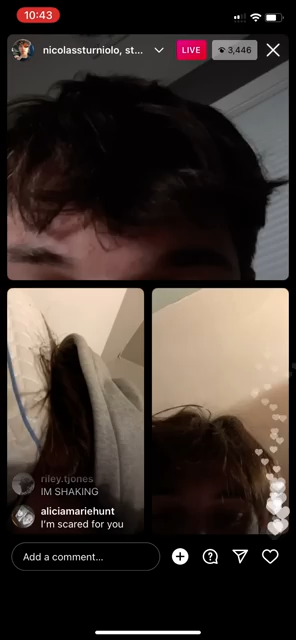 10:43
nicolassturniolo, st...
LIVE
3,446
riley.tjones
IM SHAKING
aliciamariehunt
I'm scared for you
Add a comment...